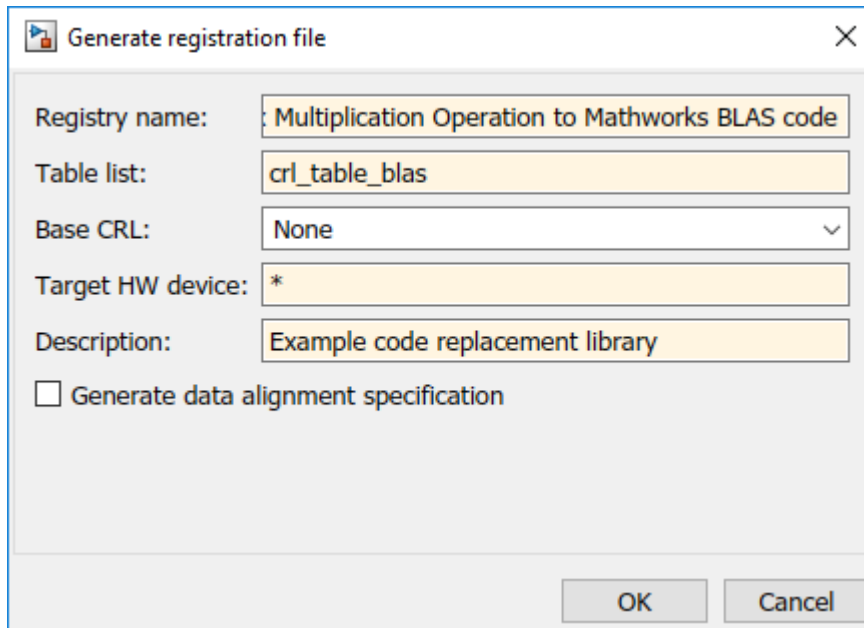 Generate registration file
Registry name: : Multiplication Operation to Mathworks BLAS code
Table list: crl_table_blas
Base CRL: None
Target HW device: *
Description: Example code replacement library
Generate data alignment specification
OK Cancel